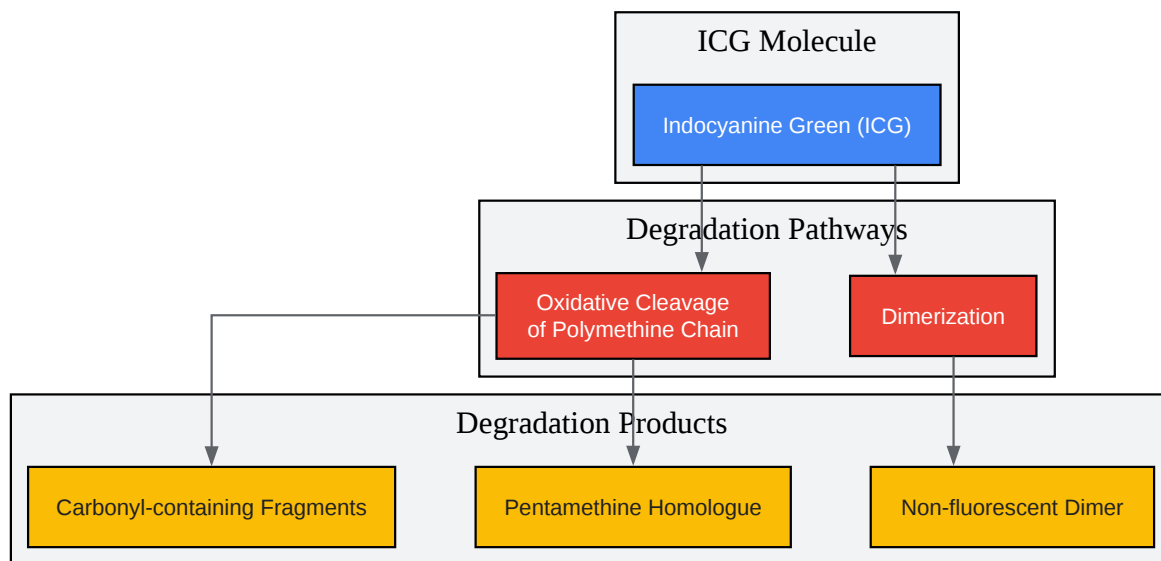 ICG Molecule
Indocyanine Green (ICG)
Degradation Pathways
Oxidative Cleavage
of Polymethine Chain
Dimerization
Degradation Products
Carbonyl-containing Fragments
Pentamethine Homologue
Non-fluorescent Dimer